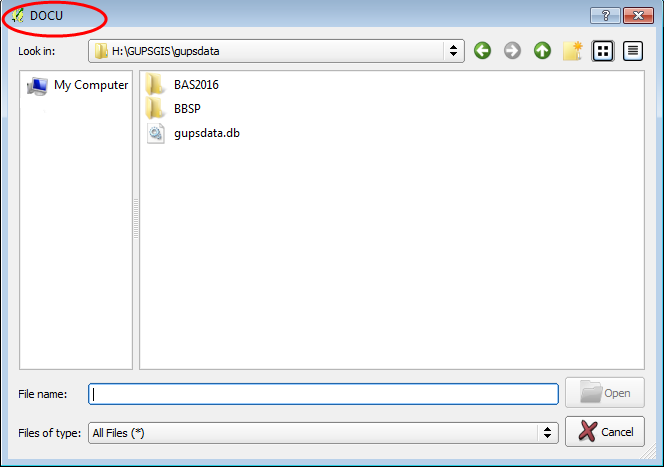 DOCU
?
Look in: H:\GUPSGIS\gupsdata
My Computer
BAS2016
BBSP
gupsdata.db
File name: Open
Files of type: All Files (*) Cancel